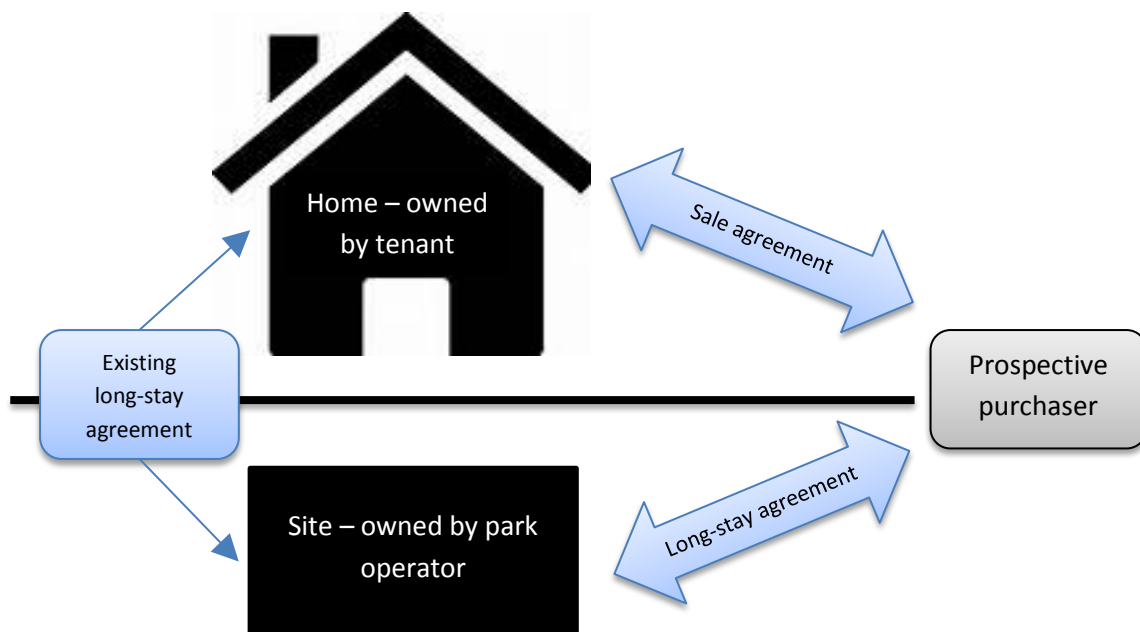 Home – owned
by tenant
Sale agreement
Existing
long-stay
agreement
Prospective
purchaser
Site – owned by park
operator
Long-stay agreement